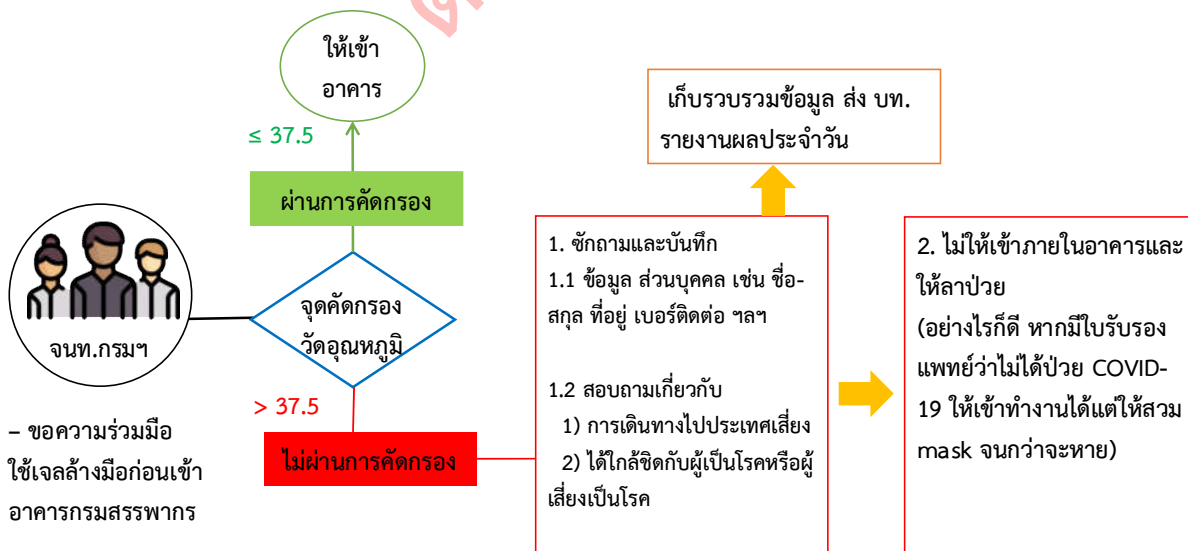 ให้เข้า
อาคาร
≤ 37.5
ผ่านการคัดกรอง
จนท.กรมฯ
จุดคัดกรอง
วัดอุณหภูมิ
> 37.5
ไม่ผ่านการคัดกรอง
– ขอความร่วมมือ
ใช้เจลล้างมือก่อนเข้า
อาคารกรมสรรพากร
เก็บรวบรวมข้อมูล ส่ง บท.
รายงานผลประจำวัน
1. ซักถามและบันทึก
1.1 ข้อมูล ส่วนบุคคล เช่น ชื่อ-
สกุล ที่อยู่ เบอร์ติดต่อ ฯลฯ
1.2 สอบถามเกี่ยวกับ
1) การเดินทางไปประเทศเสี่ยง
2) ได้ใกล้ชิดกับผู้เป็นโรคหรือผู้
เสี่ยงเป็นโรค
2. ไม่ให้เข้าภายในอาคารและ
ให้ลาป่วย
(อย่างไรก็ดี หากมีใบรับรอง
แพทย์ว่าไม่ได้ป่วย COVID-
19 ให้เข้าทำงานได้แต่ให้สวม
mask จนกว่าจะหาย)